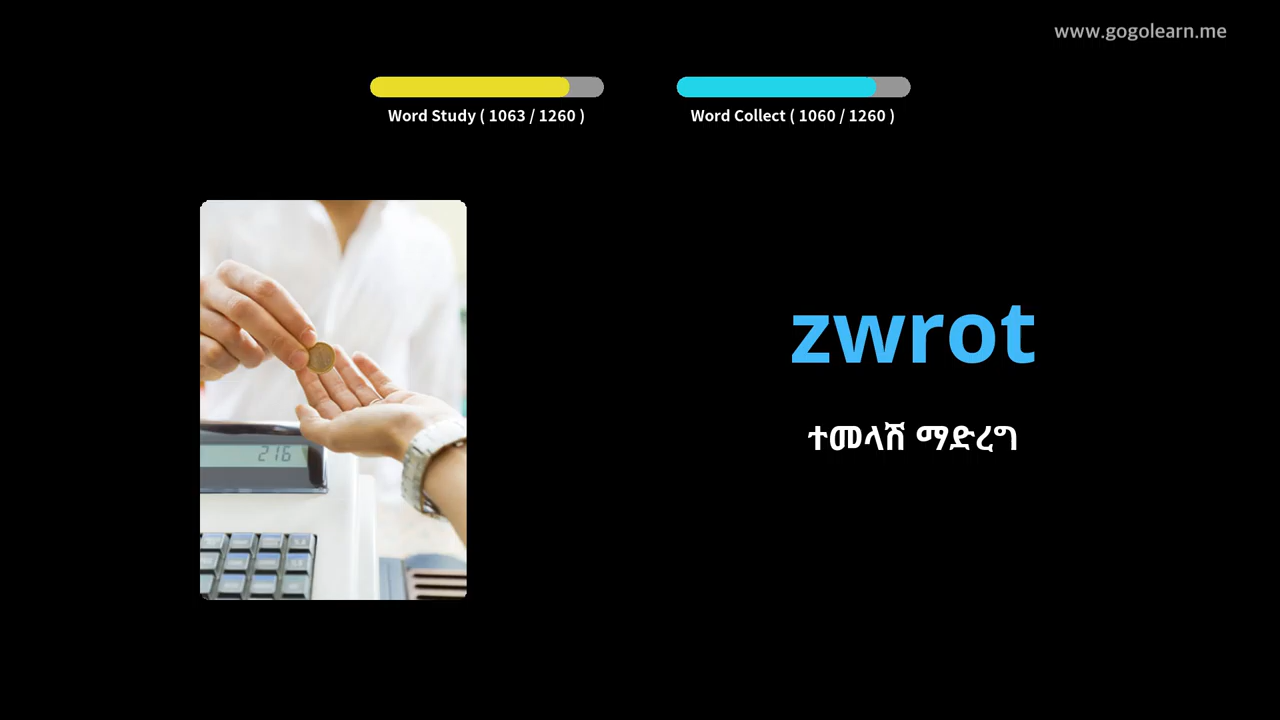 www.gogolearn.me
Word Study ( 1063 / 1260 )
Word Collect ( 1060 / 1260 )
zwrot
ተመላሽ ማድረግ
216